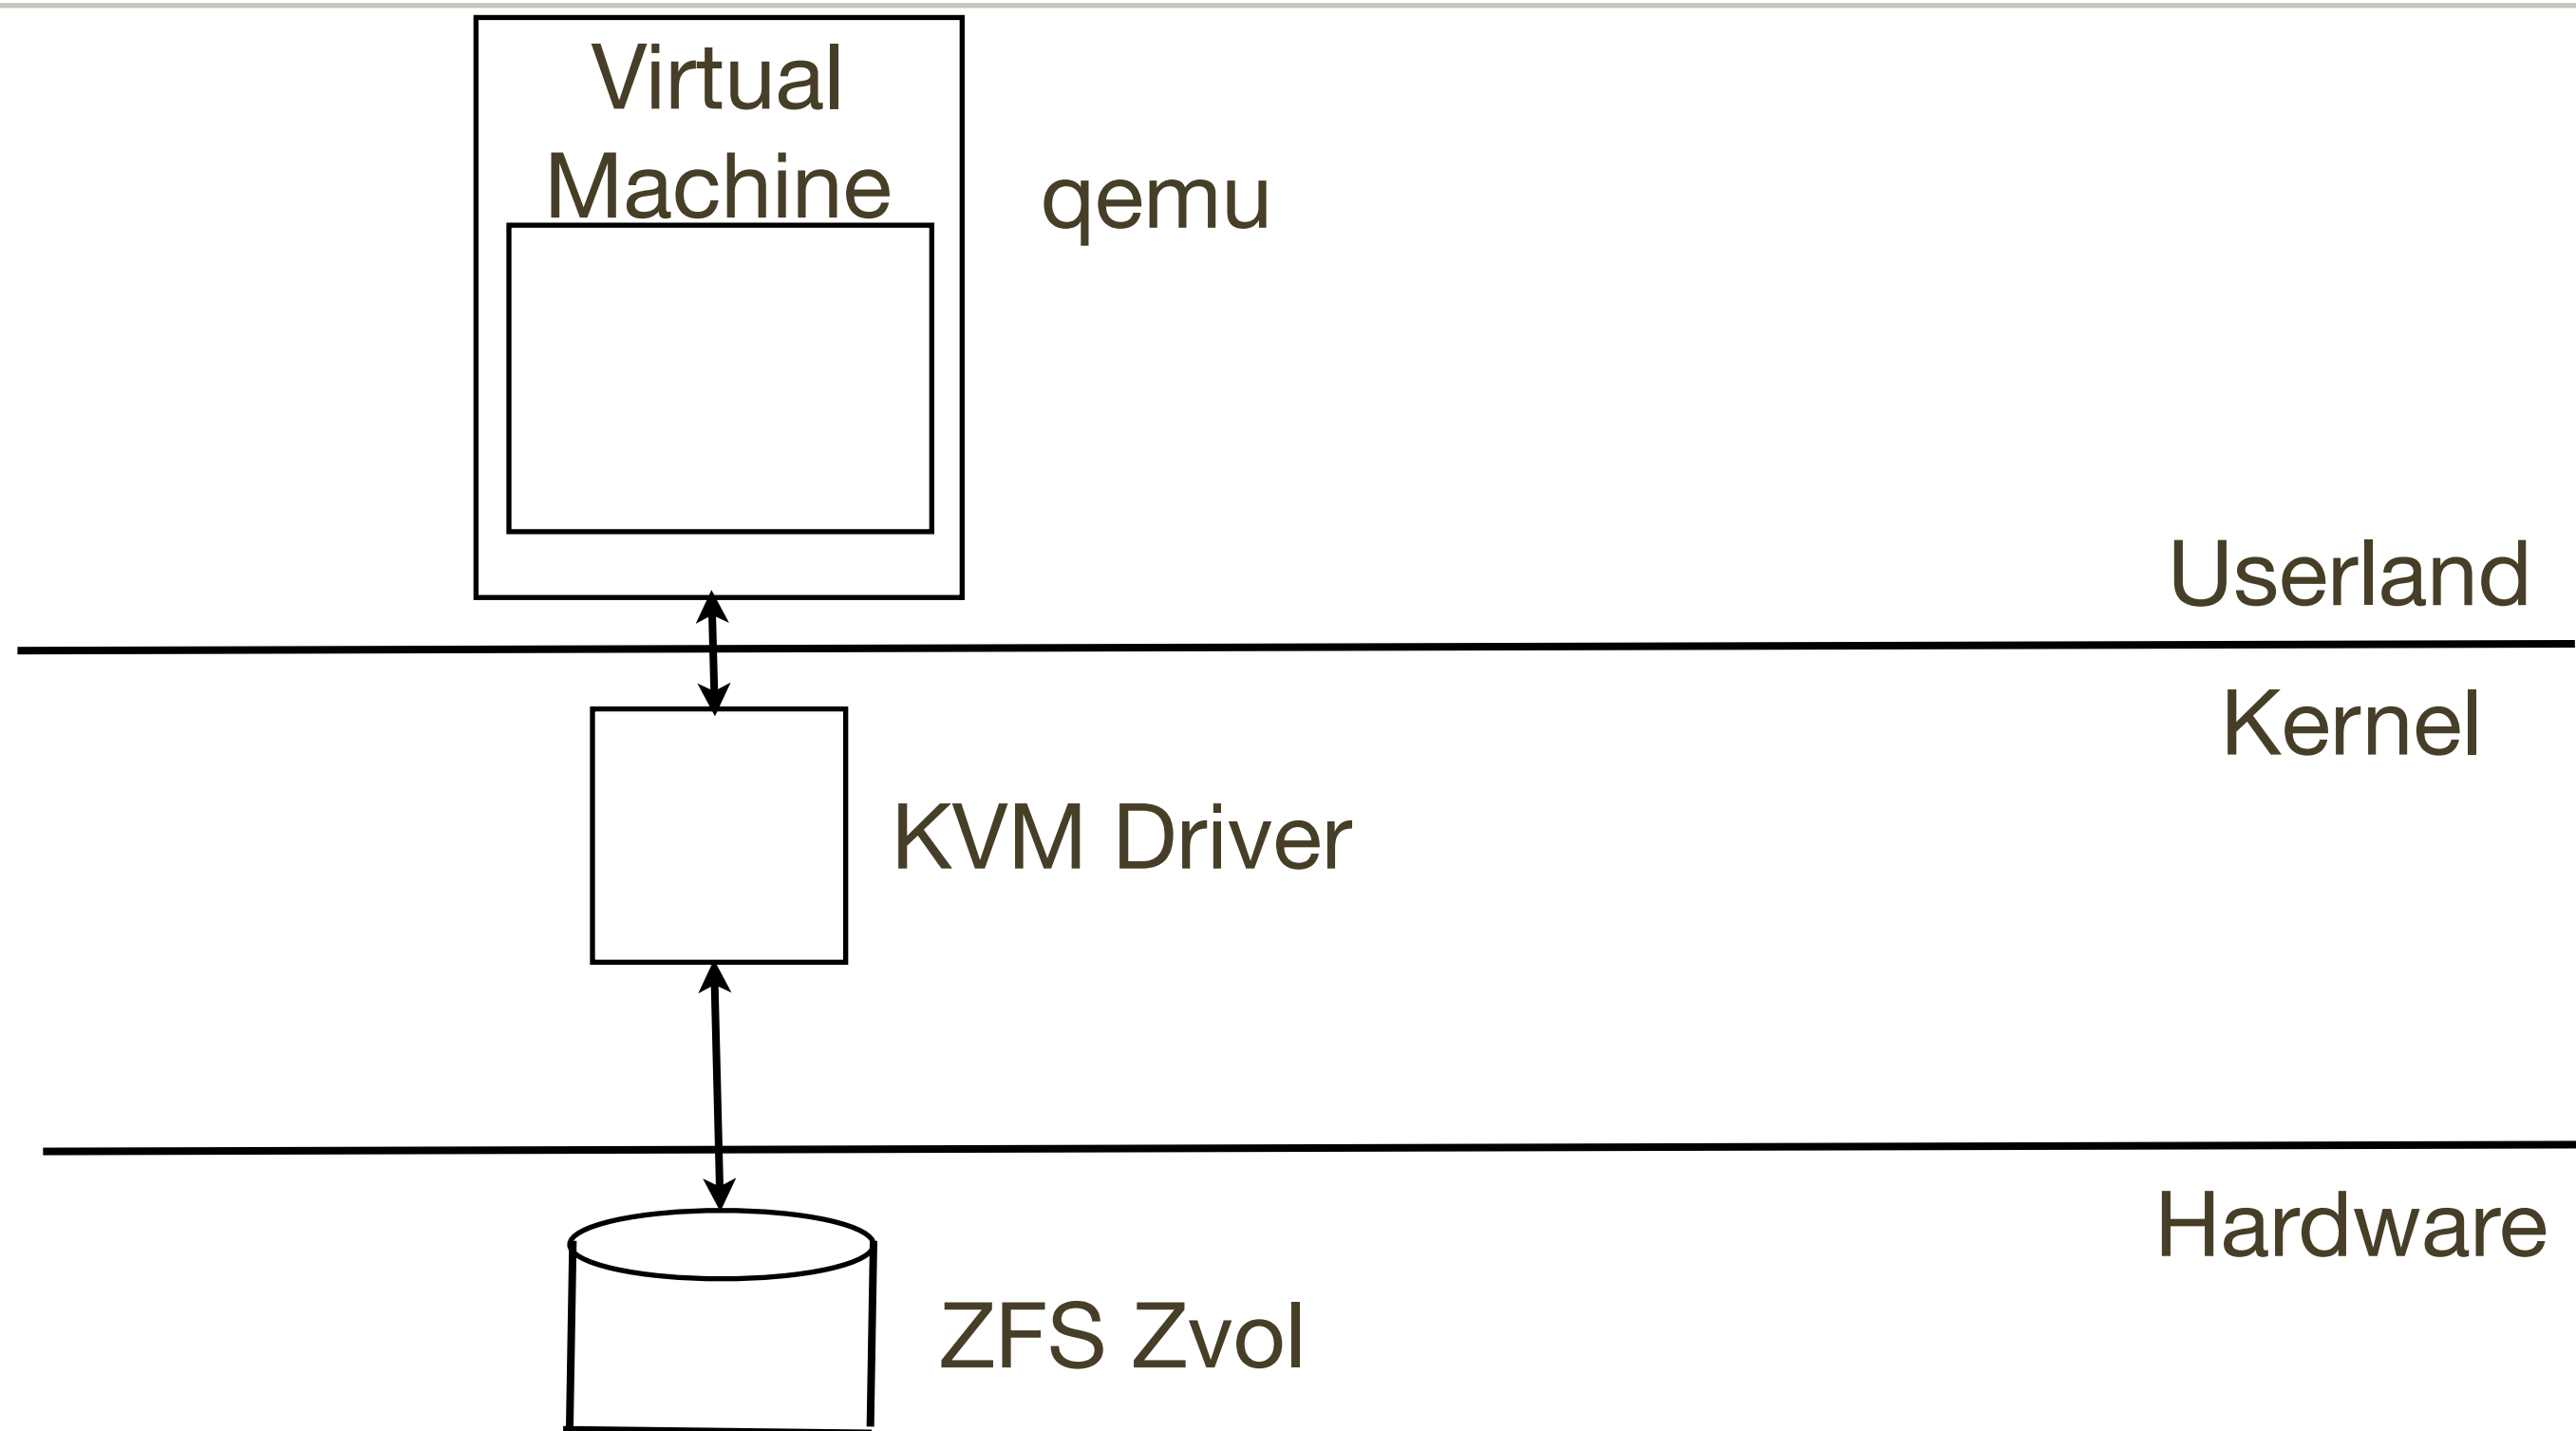 Virtual
Machine
qemu
Userland
Kernel
KVM Driver
Hardware
ZFS Zvol